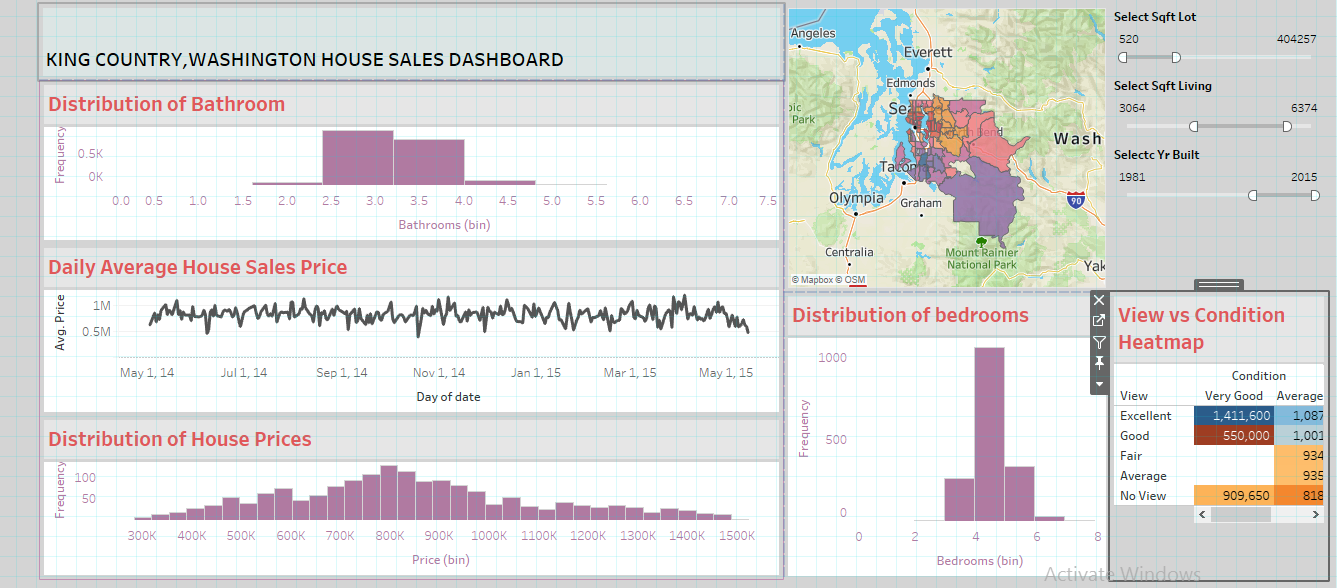 KING COUNTRY,WASHINGTON HOUSE SALES DASHBOARD
Distribution of Bathroom
Frequency
0.5K
0K
0.0 0.5 1.0 1.5 2.0 2.5 3.0 3.5 4.0 4.5 5.0 5.5 6.0 6.5 7.0 7.5
Bathrooms (bin)
Daily Average House Sales Price
Avg. Price
1M
0.5M
May 1, 14 Jul 1, 14 Sep 1, 14 Nov 1, 14 Jan 1, 15 Mar 1, 15 May 1, 15
Day of date
Distribution of House Prices
Frequency
100
50
300K 400K 500K 600K 700K 800K 900K 1000K 1100K 1200K 1300K 1400K 1500K
Price (bin)
Angeles
Everett
Edmonds
Sea
pic
Park
North Bend
Wash
Tacom
Olympia
Graham
90
Centralia
Mount Rainier
National Park
Yak
© Mapbox © OSM
Select Sqft Lot
520 404257
Select Sqft Living
3064 6374
Selectc Yr Built
1981 2015
Distribution of bedrooms
Frequency
1000
500
0
0 2 4 6 8
Bedrooms (bin)
View vs Condition
Heatmap
Condition
View Very Good Average
Excellent 1,411,600 1,087
Good 550,000 1,001
Fair 934
Average 935
No View 909,650 818
Activate Windows